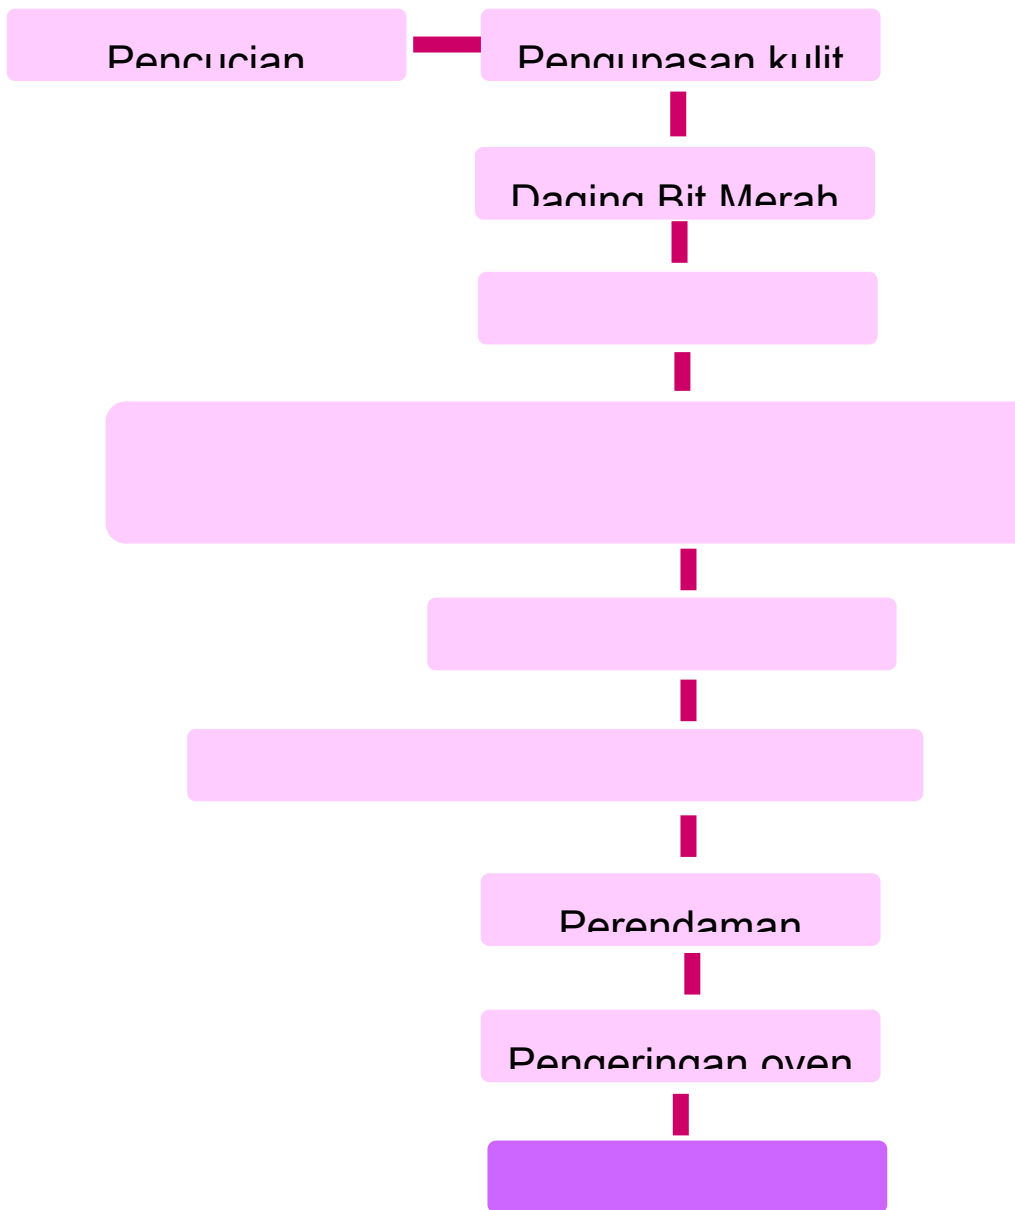 Pencucian
Pengupasan kulit
Daging Bit Merah
Perendaman
Pengeringan oven